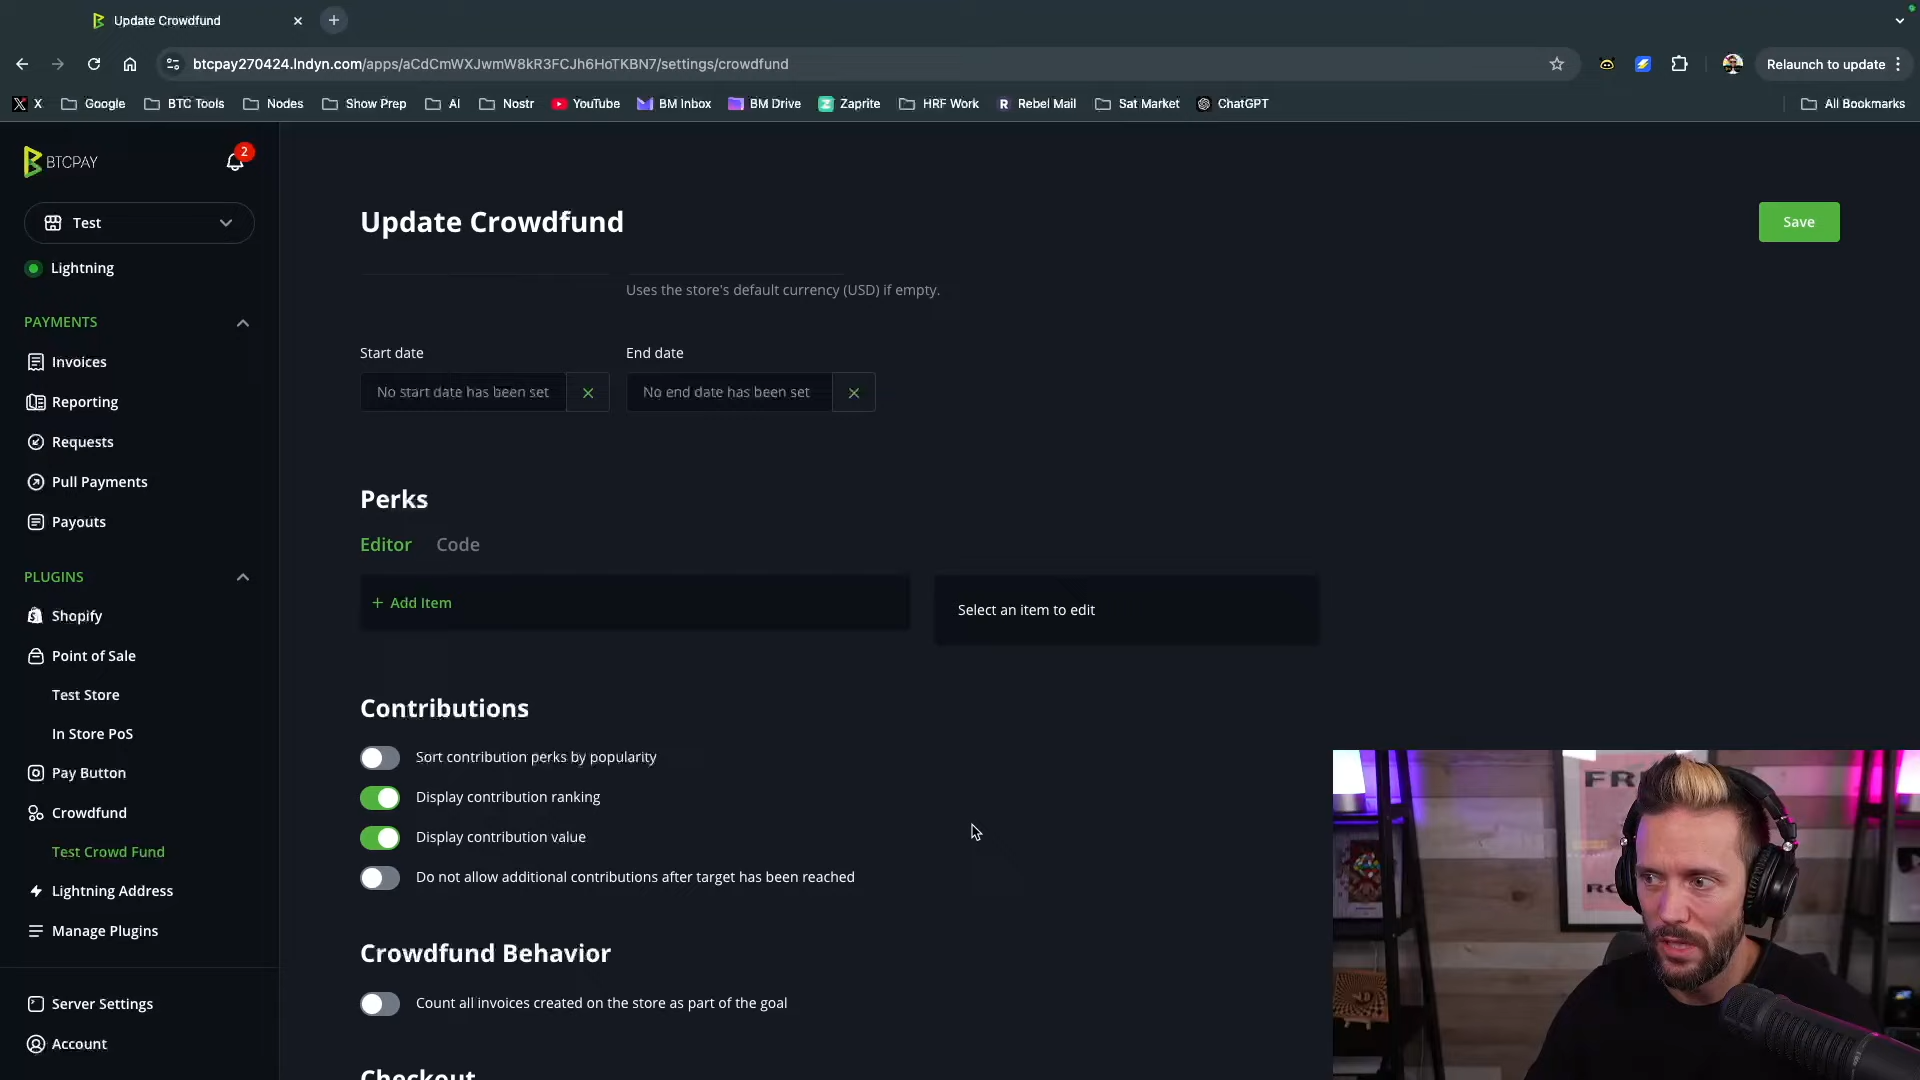 Update Crowdfund
btcpay270424.lndyn.com/apps/aCdCmWXJwmW8kR3FCJh6HoTKBN7/settings/crowdfund
Relaunch to update
X
Google
BTC Tools
Nodes
Show Prep
AI
Nostr
YouTube
BM Inbox
BM Drive
Zaprite
HRF Work
Rebel Mail
Sat Market
ChatGPT
All Bookmarks
BTCPAY
2
Test
Lightning
PAYMENTS
Invoices
Reporting
Requests
Pull Payments
Payouts
PLUGINS
Shopify
Point of Sale
Test Store
In Store PoS
Pay Button
Crowdfund
Test Crowd Fund
Lightning Address
Manage Plugins
Server Settings
Account
Update Crowdfund
Save
Uses the store's default currency (USD) if empty.
Start date
End date
No start date has been set
No end date has been set
Perks
Editor
Code
+ Add Item
Select an item to edit
Contributions
Sort contribution perks by popularity
Display contribution ranking
Display contribution value
Do not allow additional contributions after target has been reached
Crowdfund Behavior
Count all invoices created on the store as part of the goal
Checkout